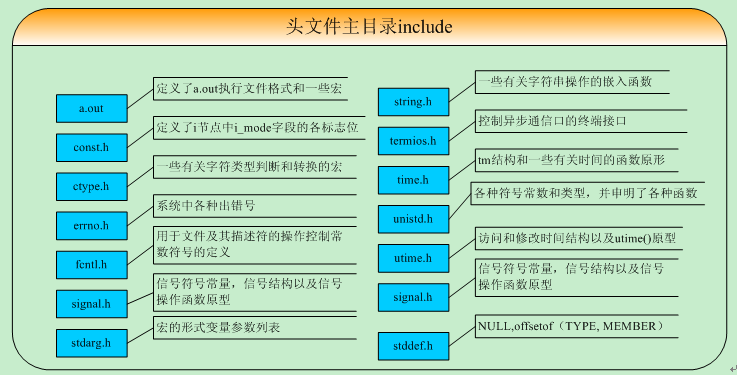 头文件主目录include
a.out
定义了a.out执行文件格式和一些宏
const.h
定义了i节点中i_mode字段的各标志位
ctype.h
一些有关字符类型判断和转换的宏
errno.h
系统中各种出错号
fcntl.h
用于文件及其描述符的操作控制常
数符号的定义
signal.h
信号符号常量，信号结构以及信号
操作函数原型
stdarg.h
宏的形式变量参数列表
string.h
一些有关字符串操作的嵌入函数
termios.h
控制异步通信口的终端接口
time.h
tm结构和一些有关时间的函数原形
unistd.h
各种符号常数和类型，并申明了各种函数
utime.h
访问和修改时间结构以及utime()原型
signal.h
信号符号常量，信号结构以及信号
操作函数原型
stddef.h
NULL,offsetof（TYPE, MEMBER）